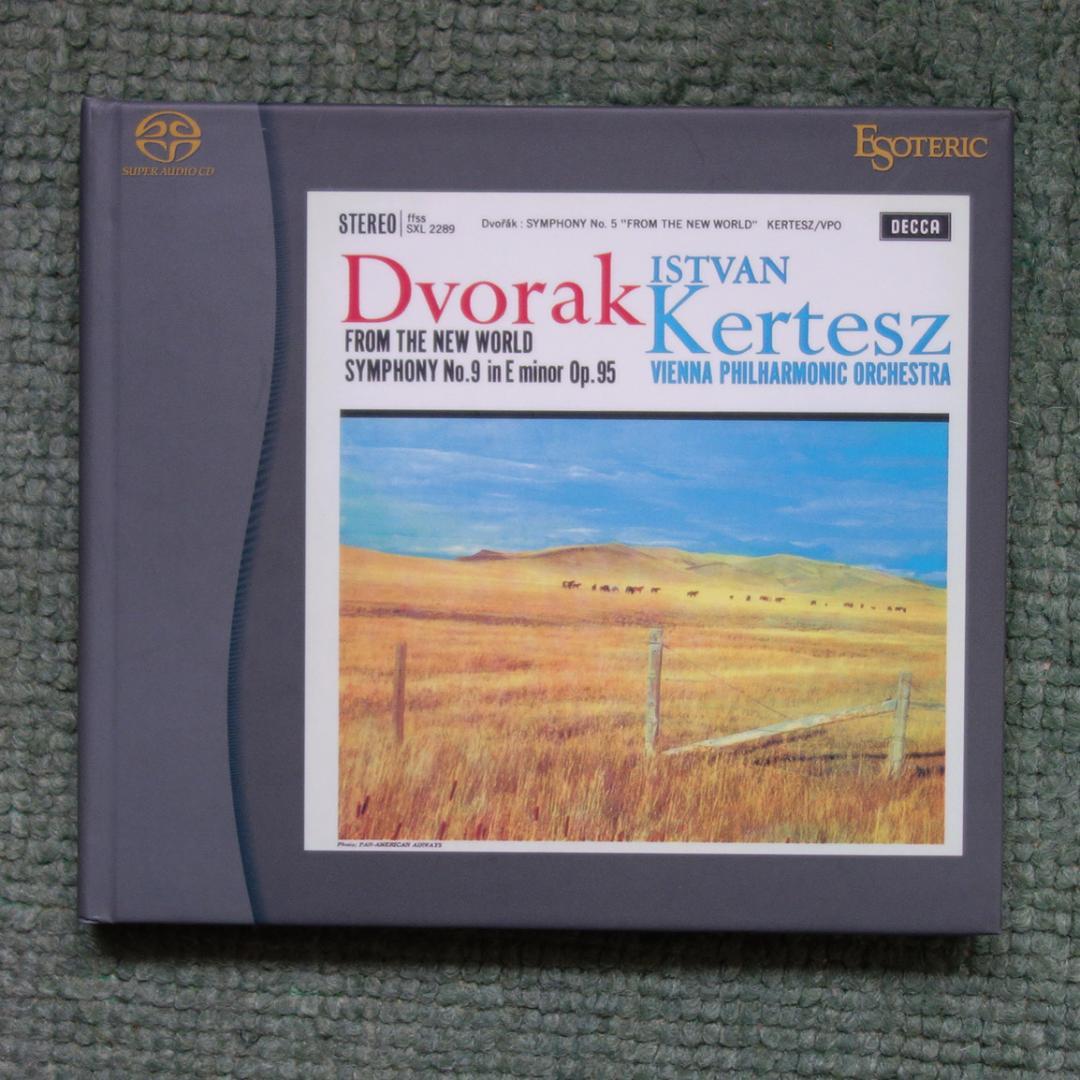 SUPER AUDIO CD
ESOTERIC
STEREO ffss SXL 2289 Dvořák : SYMPHONY No. 5 "FROM THE NEW WORLD" KERTESZ/VPO DECCA
Dvorak
ISTVAN
Kertesz
FROM THE NEW WORLD
SYMPHONY No.9 in E minor Op.95
VIENNA PHILHARMONIC ORCHESTRA
Photo: PAN-AMERICAN AIRWAYS